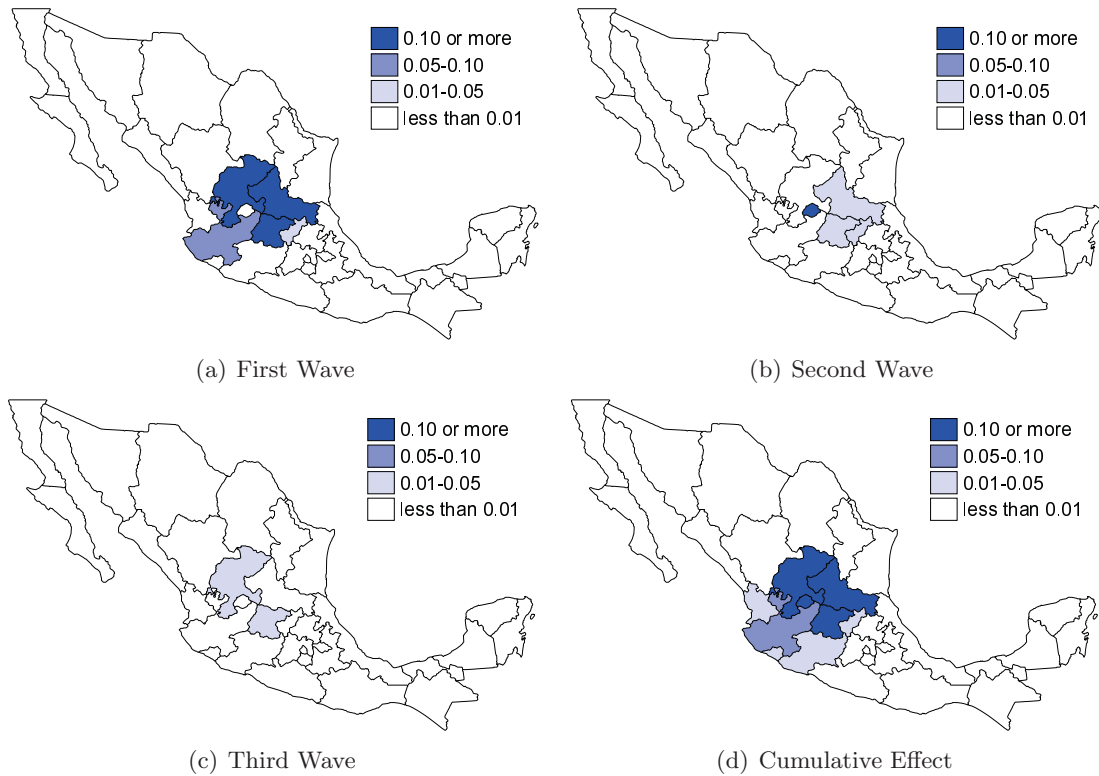 0.10 or more
0.05-0.10
0.01-0.05
less than 0.01
(a) First Wave
0.10 or more
0.05-0.10
0.01-0.05
less than 0.01
(b) Second Wave
0.10 or more
0.05-0.10
0.01-0.05
less than 0.01
(c) Third Wave
0.10 or more
0.05-0.10
0.01-0.05
less than 0.01
(d) Cumulative Effect